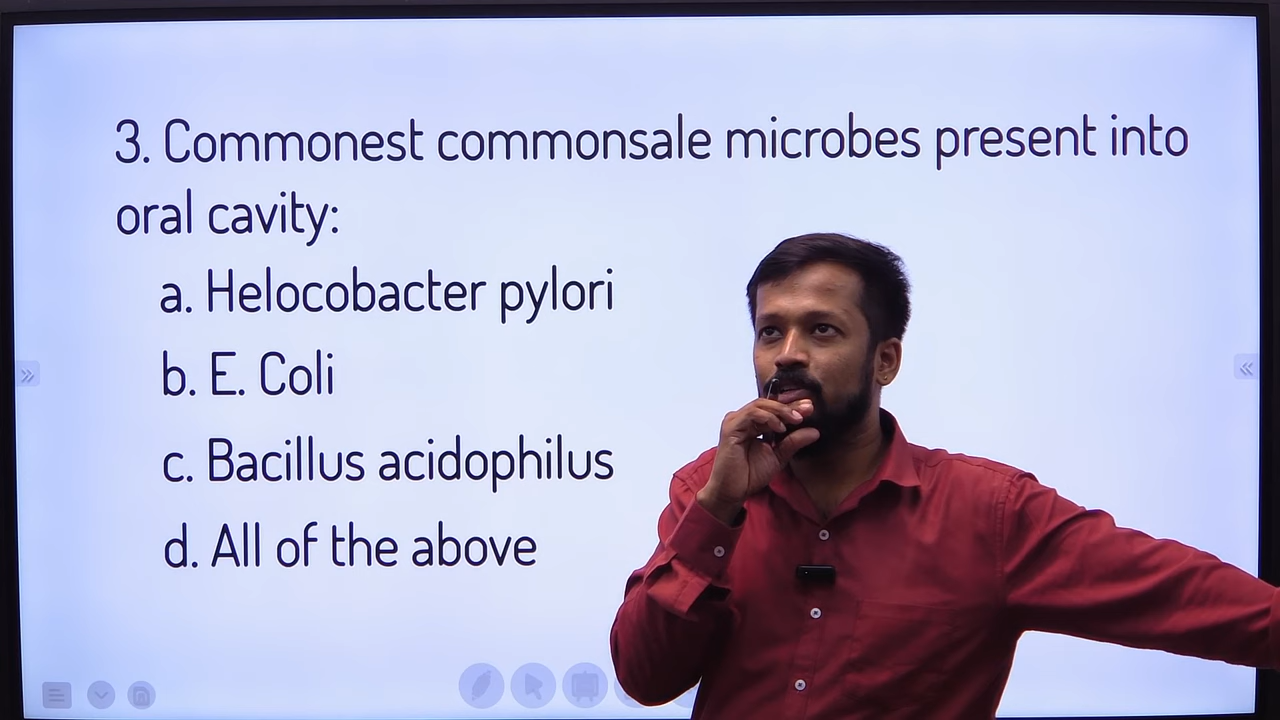 3. Commonest commonsale microbes present into
oral cavity:
a. Helocobacter pylori
b. E. Coli
c. Bacillus acidophilus
d. All of the above